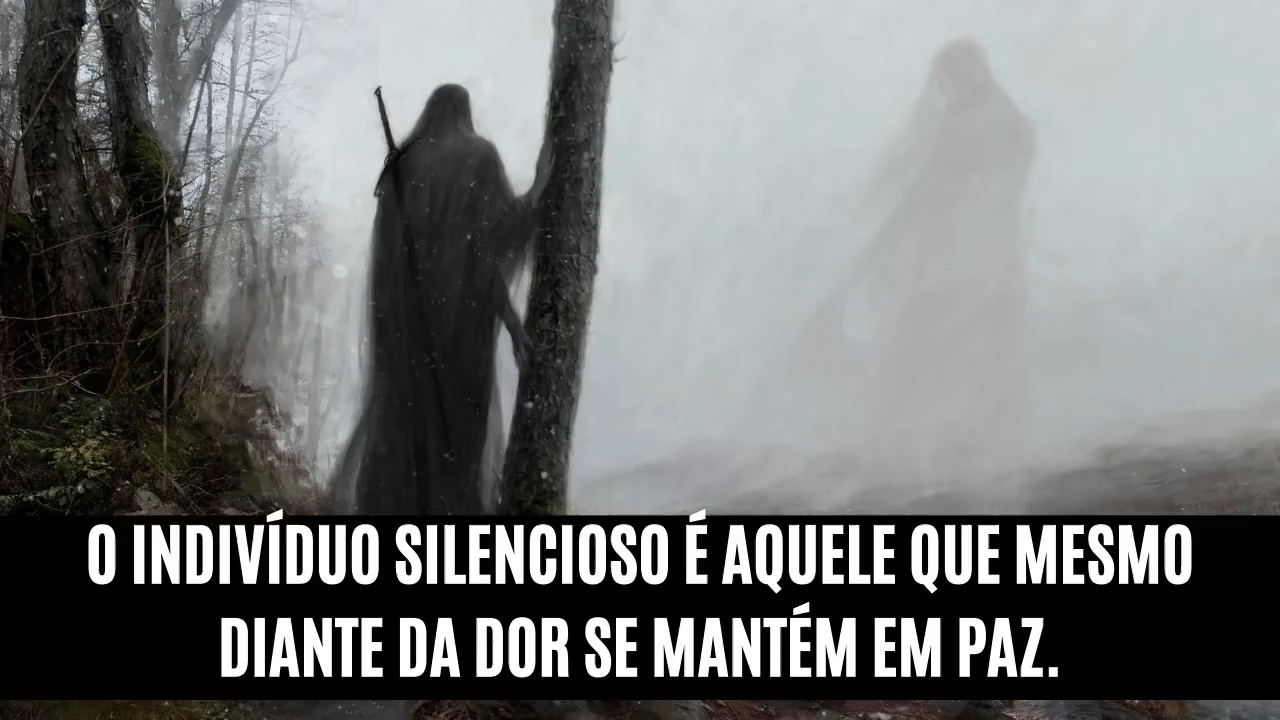 O INDIVÍDUO SILENCIOSO É AQUELE QUE MESMO
DIANTE DA DOR SE MANTÉM EM PAZ.